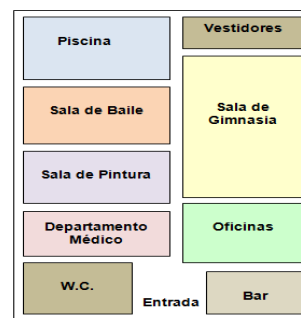 Piscina
Vestidores
Sala de Baile
Sala de
Gimnasia
Sala de Pintura
Departamento
Médico
Oficinas
W.C.
Entrada
Bar